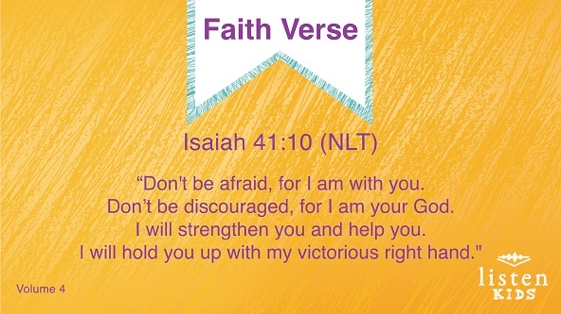 Faith Verse
Isaiah 41:10 (NLT)
“Don't be afraid, for I am with you.
Don’t be discouraged, for I am your God.
I will strengthen you and help you.
I will hold you up with my victorious right hand."
Volume 4
listen
KIDS